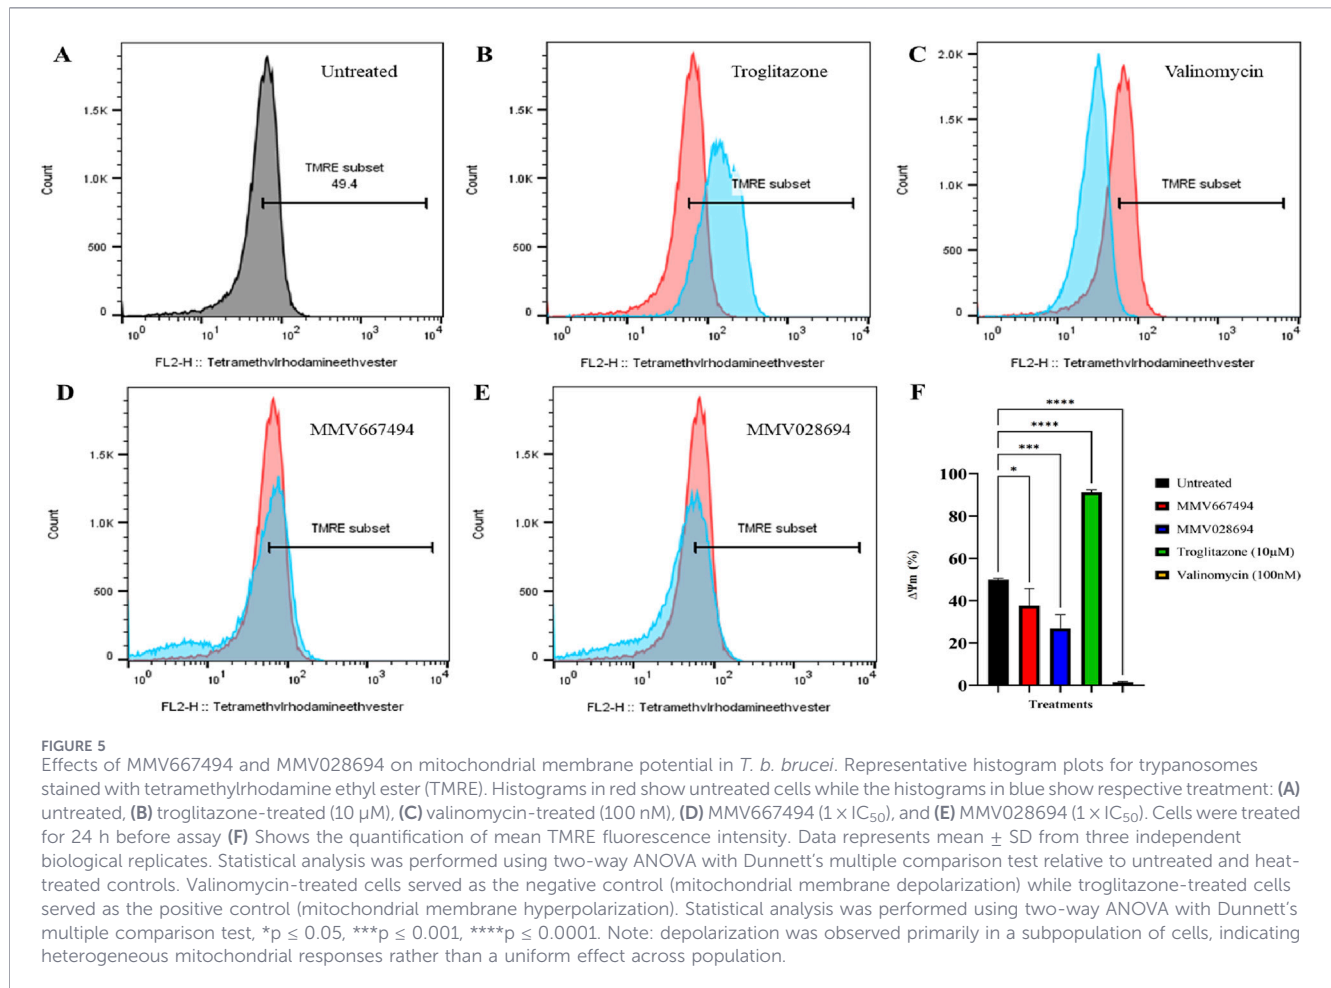 A
Untreated
1.5K
1.0K
500
0
Count
TMRE subset
49.4
10^0 10^1 10^2 10^3 10^4
FL2-H :: Tetramethylrhodamineethvester
B
Troglitazone
1.5K
1.0K
500
0
Count
TMRE subset
10^0 10^1 10^2 10^3 10^4
FL2-H :: Tetramethylrhodamineethvester
C
Valinomycin
2.0K
1.5K
1.0K
500
0
Count
TMRE subset
10^0 10^1 10^2 10^3 10^4
FL2-H :: Tetramethylrhodamineethvester
D
MMV667494
1.5K
1.0K
500
0
Count
TMRE subset
10^0 10^1 10^2 10^3 10^4
FL2-H :: Tetramethylrhodamineethvester
E
MMV028694
1.5K
1.0K
500
0
Count
TMRE subset
10^0 10^1 10^2 10^3 10^4
FL2-H :: Tetramethylrhodamineethvester
F
****
****
***
*
100
80
60
40
20
0
ΔΨm (%)
Treatments
Untreated
MMV667494
MMV028694
Troglitazone (10μM)
Valinomycin (100nM)
FIGURE 5
Effects of MMV667494 and MMV028694 on mitochondrial membrane potential in T. b. brucei. Representative histogram plots for trypanosomes
stained with tetramethylrhodamine ethyl ester (TMRE). Histograms in red show untreated cells while the histograms in blue show respective treatment: (A)
untreated, (B) troglitazone-treated (10 μM), (C) valinomycin-treated (100 nM), (D) MMV667494 (1 × IC50), and (E) MMV028694 (1 × IC50). Cells were treated
for 24 h before assay (F) Shows the quantification of mean TMRE fluorescence intensity. Data represents mean ± SD from three independent
biological replicates. Statistical analysis was performed using two-way ANOVA with Dunnett's multiple comparison test relative to untreated and heat-
treated controls. Valinomycin-treated cells served as the negative control (mitochondrial membrane depolarization) while troglitazone-treated cells
served as the positive control (mitochondrial membrane hyperpolarization). Statistical analysis was performed using two-way ANOVA with Dunnett's
multiple comparison test, *p ≤ 0.05, ***p ≤ 0.001, ****p ≤ 0.0001. Note: depolarization was observed primarily in a subpopulation of cells, indicating
heterogeneous mitochondrial responses rather than a uniform effect across population.